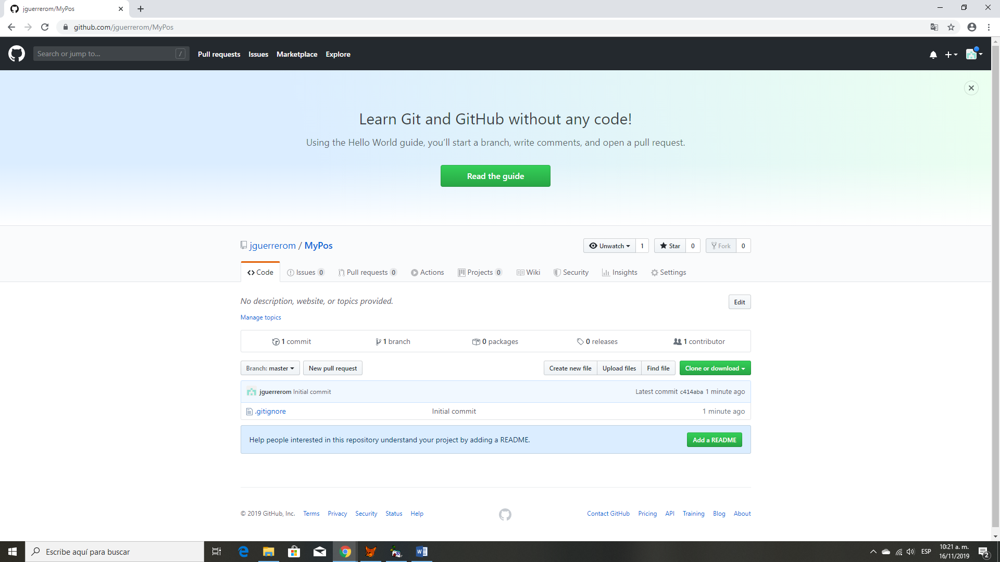 jguerrerom/MyPos
github.com/jguerrerom/MyPos
Search or jump to...
/
Pull requests
Issues
Marketplace
Explore
Learn Git and GitHub without any code!
Using the Hello World guide, you’ll start a branch, write comments, and open a pull request.
Read the guide
jguerrerom / MyPos
Unwatch 1
Star 0
Fork 0
Code
Issues 0
Pull requests 0
Actions
Projects 0
Wiki
Security
Insights
Settings
No description, website, or topics provided.
Edit
Manage topics
1 commit
1 branch
0 packages
0 releases
1 contributor
Branch: master
New pull request
Create new file
Upload files
Find file
Clone or download
jguerrerom Initial commit
Latest commit c414aba 1 minute ago
.gitignore
Initial commit
1 minute ago
Help people interested in this repository understand your project by adding a README.
Add a README
© 2019 GitHub, Inc.
Terms
Privacy
Security
Status
Help
Contact GitHub
Pricing
API
Training
Blog
About
Escribe aquí para buscar
ESP
10:21 a. m.
16/11/2019
2